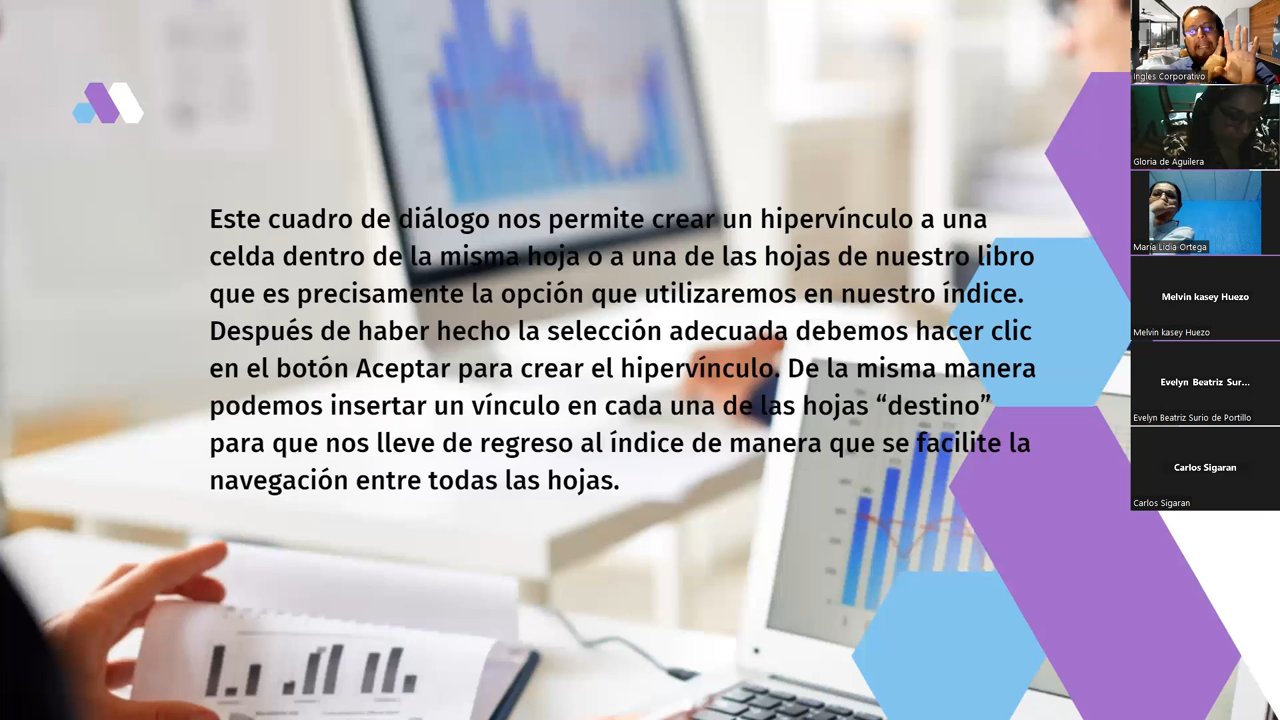 Este cuadro de diálogo nos permite crear un hipervínculo a una
celda dentro de la misma hoja o a una de las hojas de nuestro libro
que es precisamente la opción que utilizaremos en nuestro índice.
Después de haber hecho la selección adecuada debemos hacer clic
en el botón Aceptar para crear el hipervínculo. De la misma manera
podemos insertar un vínculo en cada una de las hojas “destino”
para que nos lleve de regreso al índice de manera que se facilite la
navegación entre todas las hojas.
Ingles Corporativo
Gloria de Aguilera
María Lidia Ortega
Melvin kasey Huezo
Melvin kasey Huezo
Evelyn Beatriz Sur...
Evelyn Beatriz Surio de Portillo
Carlos Sigaran
Carlos Sigaran